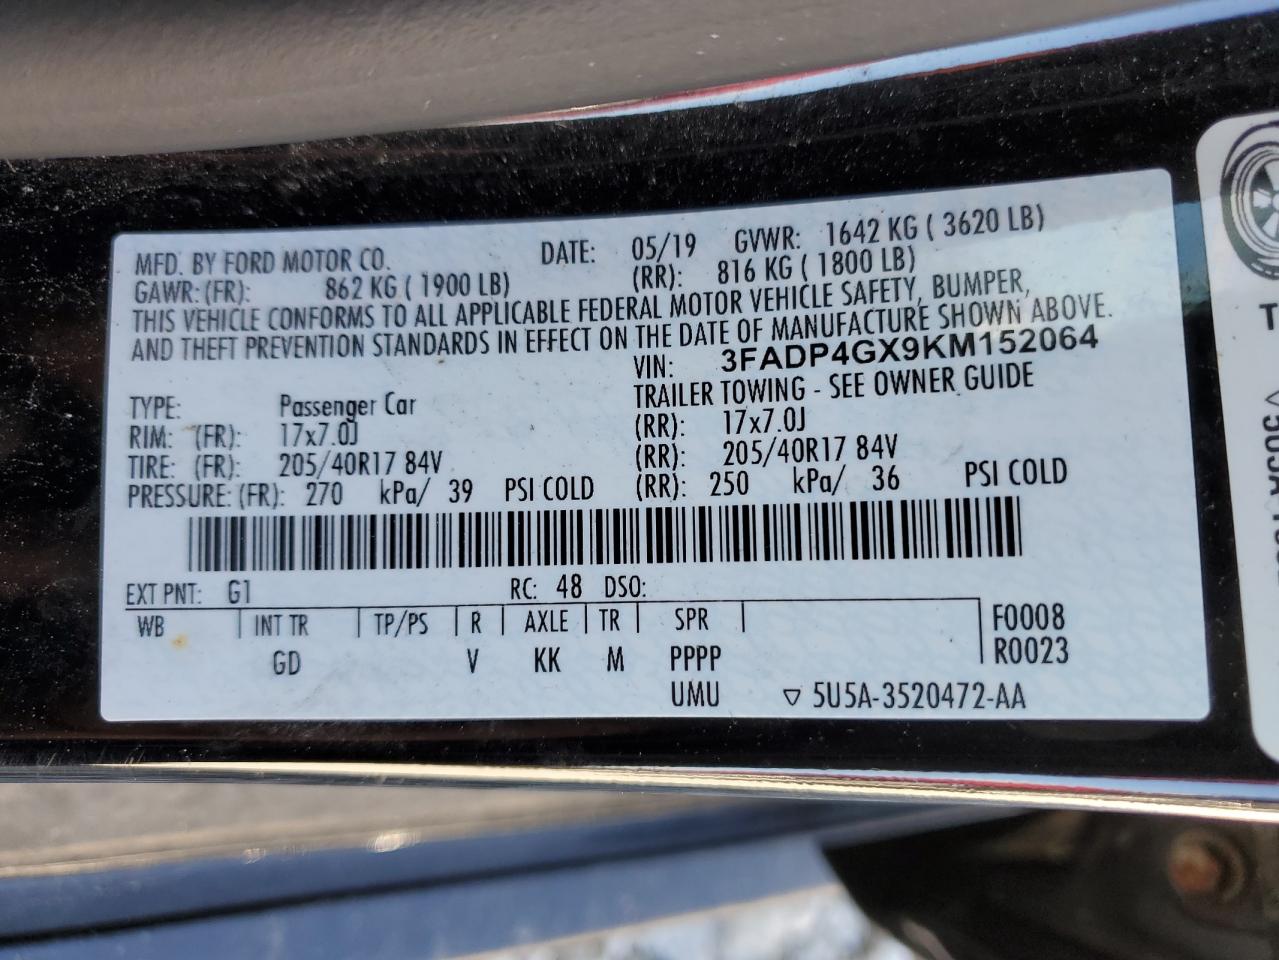 MFD. BY FORD MOTOR CO. DATE: 05/19 GVWR: 1642 KG ( 3620 LB)
GAWR: (FR): 862 KG ( 1900 LB) (RR): 816 KG ( 1800 LB)
THIS VEHICLE CONFORMS TO ALL APPLICABLE FEDERAL MOTOR VEHICLE SAFETY, BUMPER,
AND THEFT PREVENTION STANDARDS IN EFFECT ON THE DATE OF MANUFACTURE SHOWN ABOVE.
VIN: 3FADP4GX9KM152064
TYPE: Passenger Car TRAILER TOWING - SEE OWNER GUIDE
RIM: (FR): 17x7.0J (RR): 17x7.0J
TIRE: (FR): 205/40R17 84V (RR): 205/40R17 84V
PRESSURE: (FR): 270 kPa/ 39 PSI COLD (RR): 250 kPa/ 36 PSI COLD
EXT PNT: G1 RC: 48 DSO:
WB INT TR TP/PS R AXLE TR SPR F0008
GD V KK M PPPP R0023
UMU ▽ 5U5A-3520472-AA
T